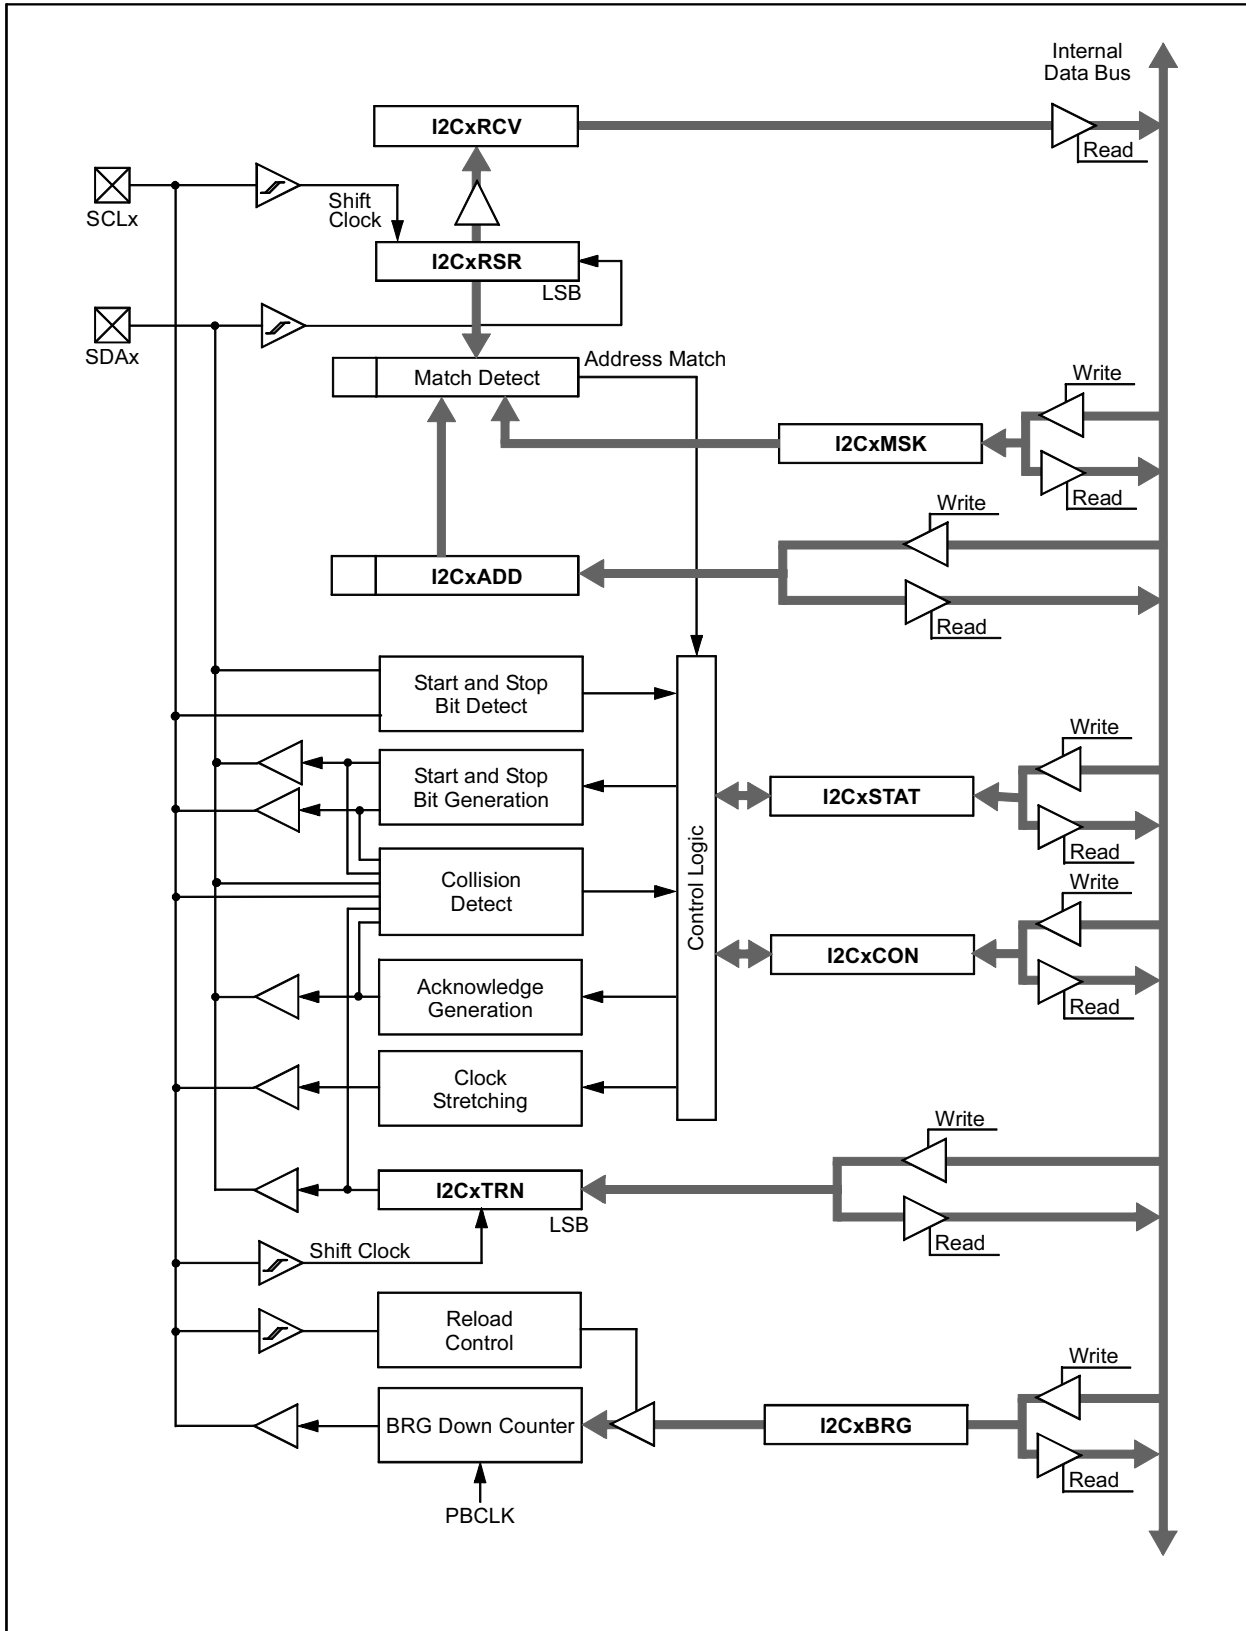 Internal
Data Bus
I2CxRCV
Read
SCLx
Shift
Clock
I2CxRSR
LSB
SDAx
Address Match
Match Detect
Write
I2CxMSK
Read
Write
I2CxADD
Read
Start and Stop
Bit Detect
Write
Start and Stop
Bit Generation
I2CxSTAT
Control Logic
Read
Collision
Detect
Write
I2CxCON
Acknowledge
Generation
Read
Clock
Stretching
Write
I2CxTRN
LSB
Read
Shift Clock
Reload
Control
Write
BRG Down Counter
I2CxBRG
Read
PBCLK